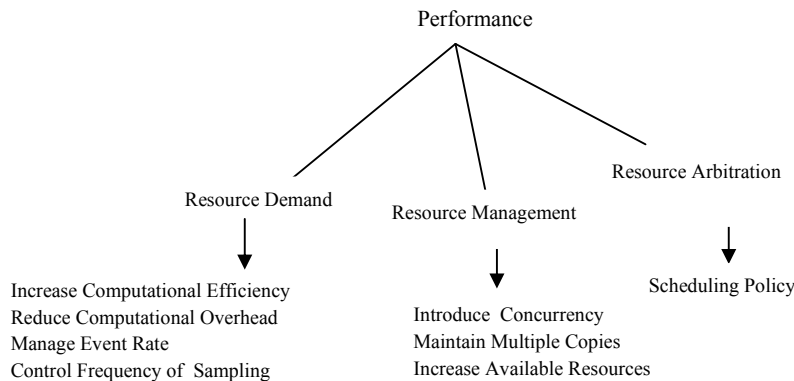 Performance
Resource Demand
Resource Management
Resource Arbitration
Increase Computational Efficiency
Reduce Computational Overhead
Manage Event Rate
Control Frequency of Sampling
Introduce Concurrency
Maintain Multiple Copies
Increase Available Resources
Scheduling Policy